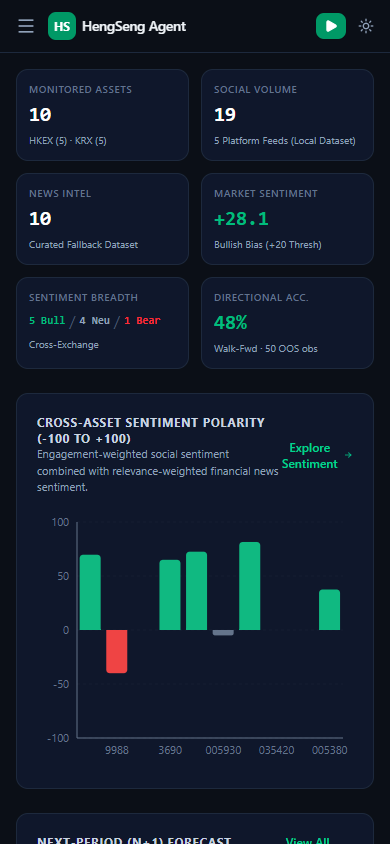 HS HengSeng Agent
MONITORED ASSETS
10
HKEX (5) · KRX (5)
SOCIAL VOLUME
19
5 Platform Feeds (Local Dataset)
NEWS INTEL
10
Curated Fallback Dataset
MARKET SENTIMENT
+28.1
Bullish Bias (+20 Thresh)
SENTIMENT BREADTH
5 Bull / 4 Neu / 1 Bear
Cross-Exchange
DIRECTIONAL ACC.
48%
Walk-Fwd · 50 OOS obs
CROSS-ASSET SENTIMENT POLARITY
(-100 TO +100)
Engagement-weighted social sentiment
combined with relevance-weighted financial news
sentiment.
Explore
Sentiment →
100
50
0
-50
-100
9988 3690 005930 035420 005380
NEXT-PERIOD (N+1) FORECAST
View All